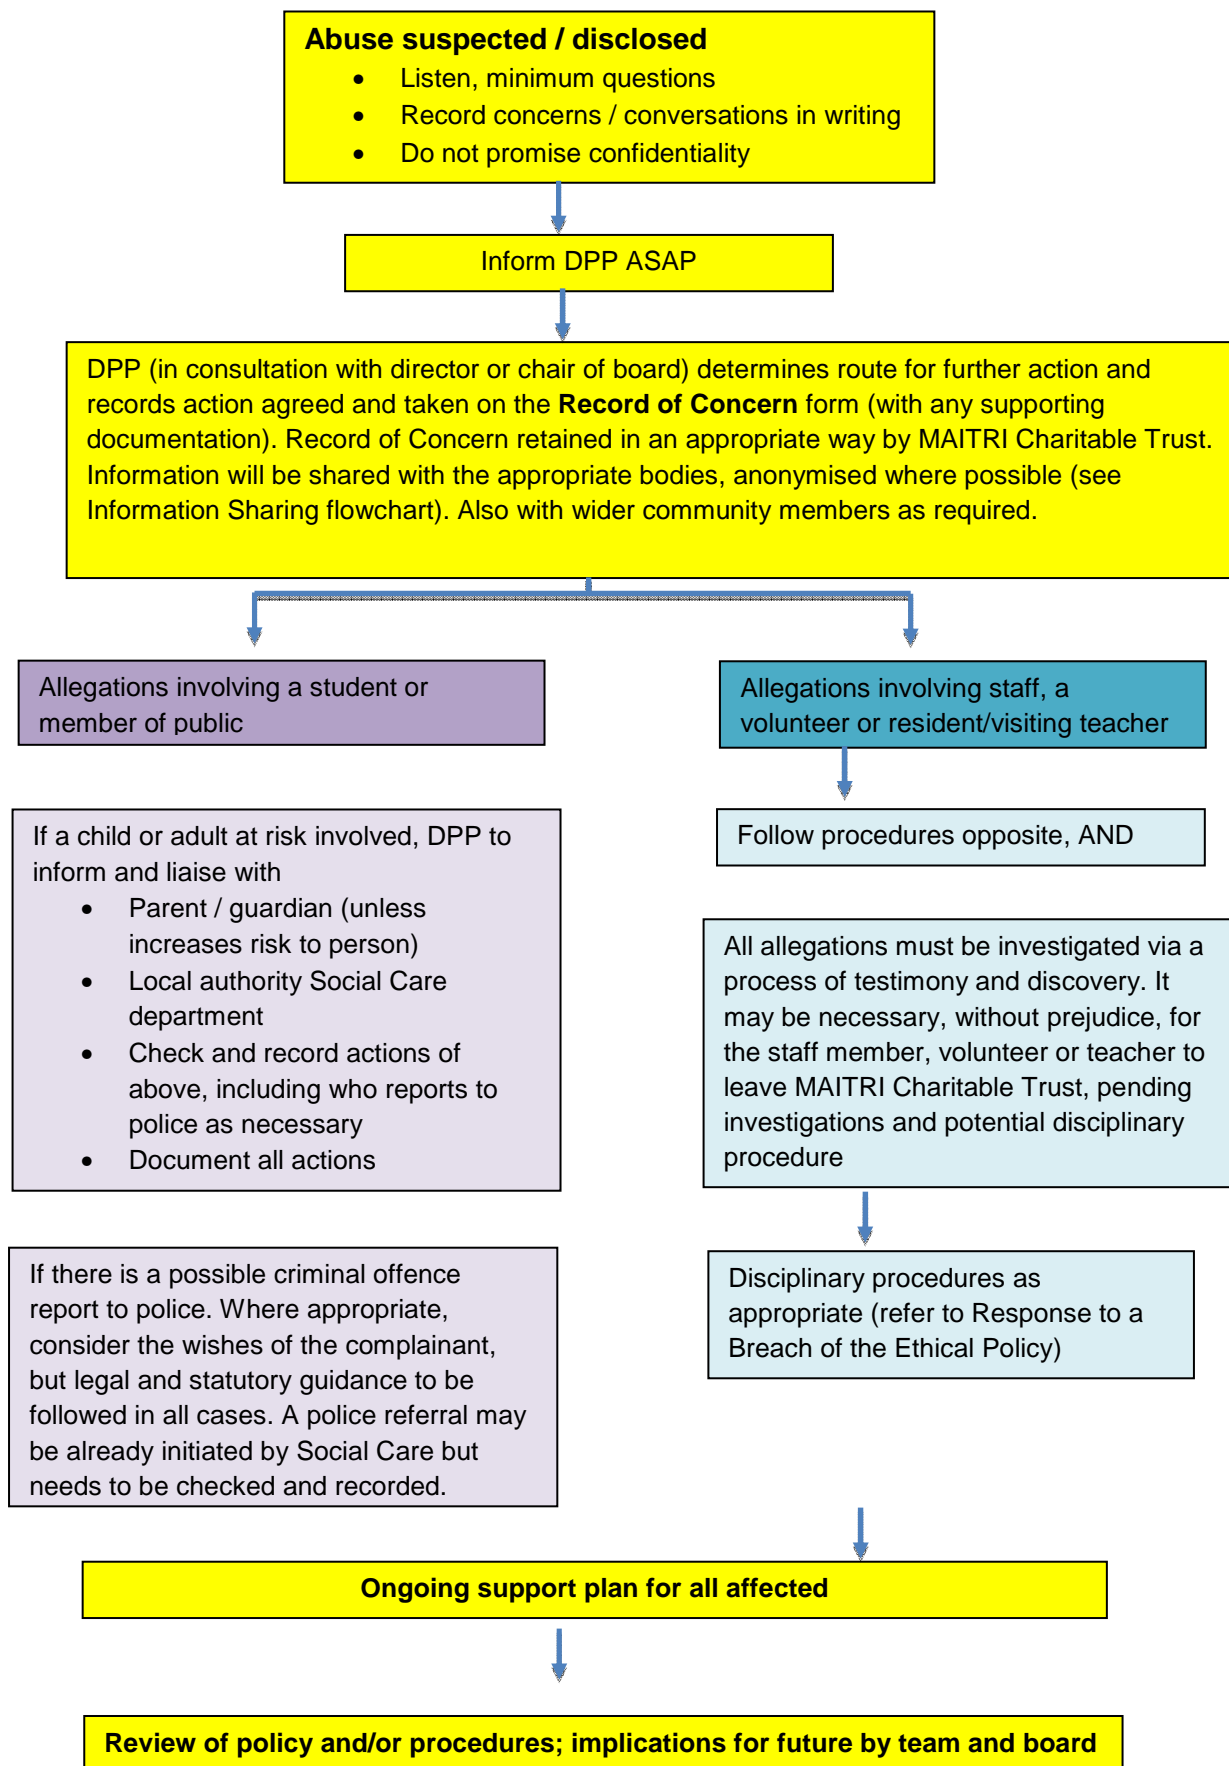 Abuse suspected / disclosed
• Listen, minimum questions
• Record concerns / conversations in writing
• Do not promise confidentiality
Inform DPP ASAP
DPP (in consultation with director or chair of board) determines route for further action and
records action agreed and taken on the Record of Concern form (with any supporting
documentation). Record of Concern retained in an appropriate way by MAITRI Charitable Trust.
Information will be shared with the appropriate bodies, anonymised where possible (see
Information Sharing flowchart). Also with wider community members as required.
Allegations involving a student or
member of public
If a child or adult at risk involved, DPP to
inform and liaise with
• Parent / guardian (unless
increases risk to person)
• Local authority Social Care
department
• Check and record actions of
above, including who reports to
police as necessary
• Document all actions
If there is a possible criminal offence
report to police. Where appropriate,
consider the wishes of the complainant,
but legal and statutory guidance to be
followed in all cases. A police referral may
be already initiated by Social Care but
needs to be checked and recorded.
Allegations involving staff, a
volunteer or resident/visiting teacher
Follow procedures opposite, AND
All allegations must be investigated via a
process of testimony and discovery. It
may be necessary, without prejudice, for
the staff member, volunteer or teacher to
leave MAITRI Charitable Trust, pending
investigations and potential disciplinary
procedure
Disciplinary procedures as
appropriate (refer to Response to a
Breach of the Ethical Policy)
Ongoing support plan for all affected
Review of policy and/or procedures; implications for future by team and board